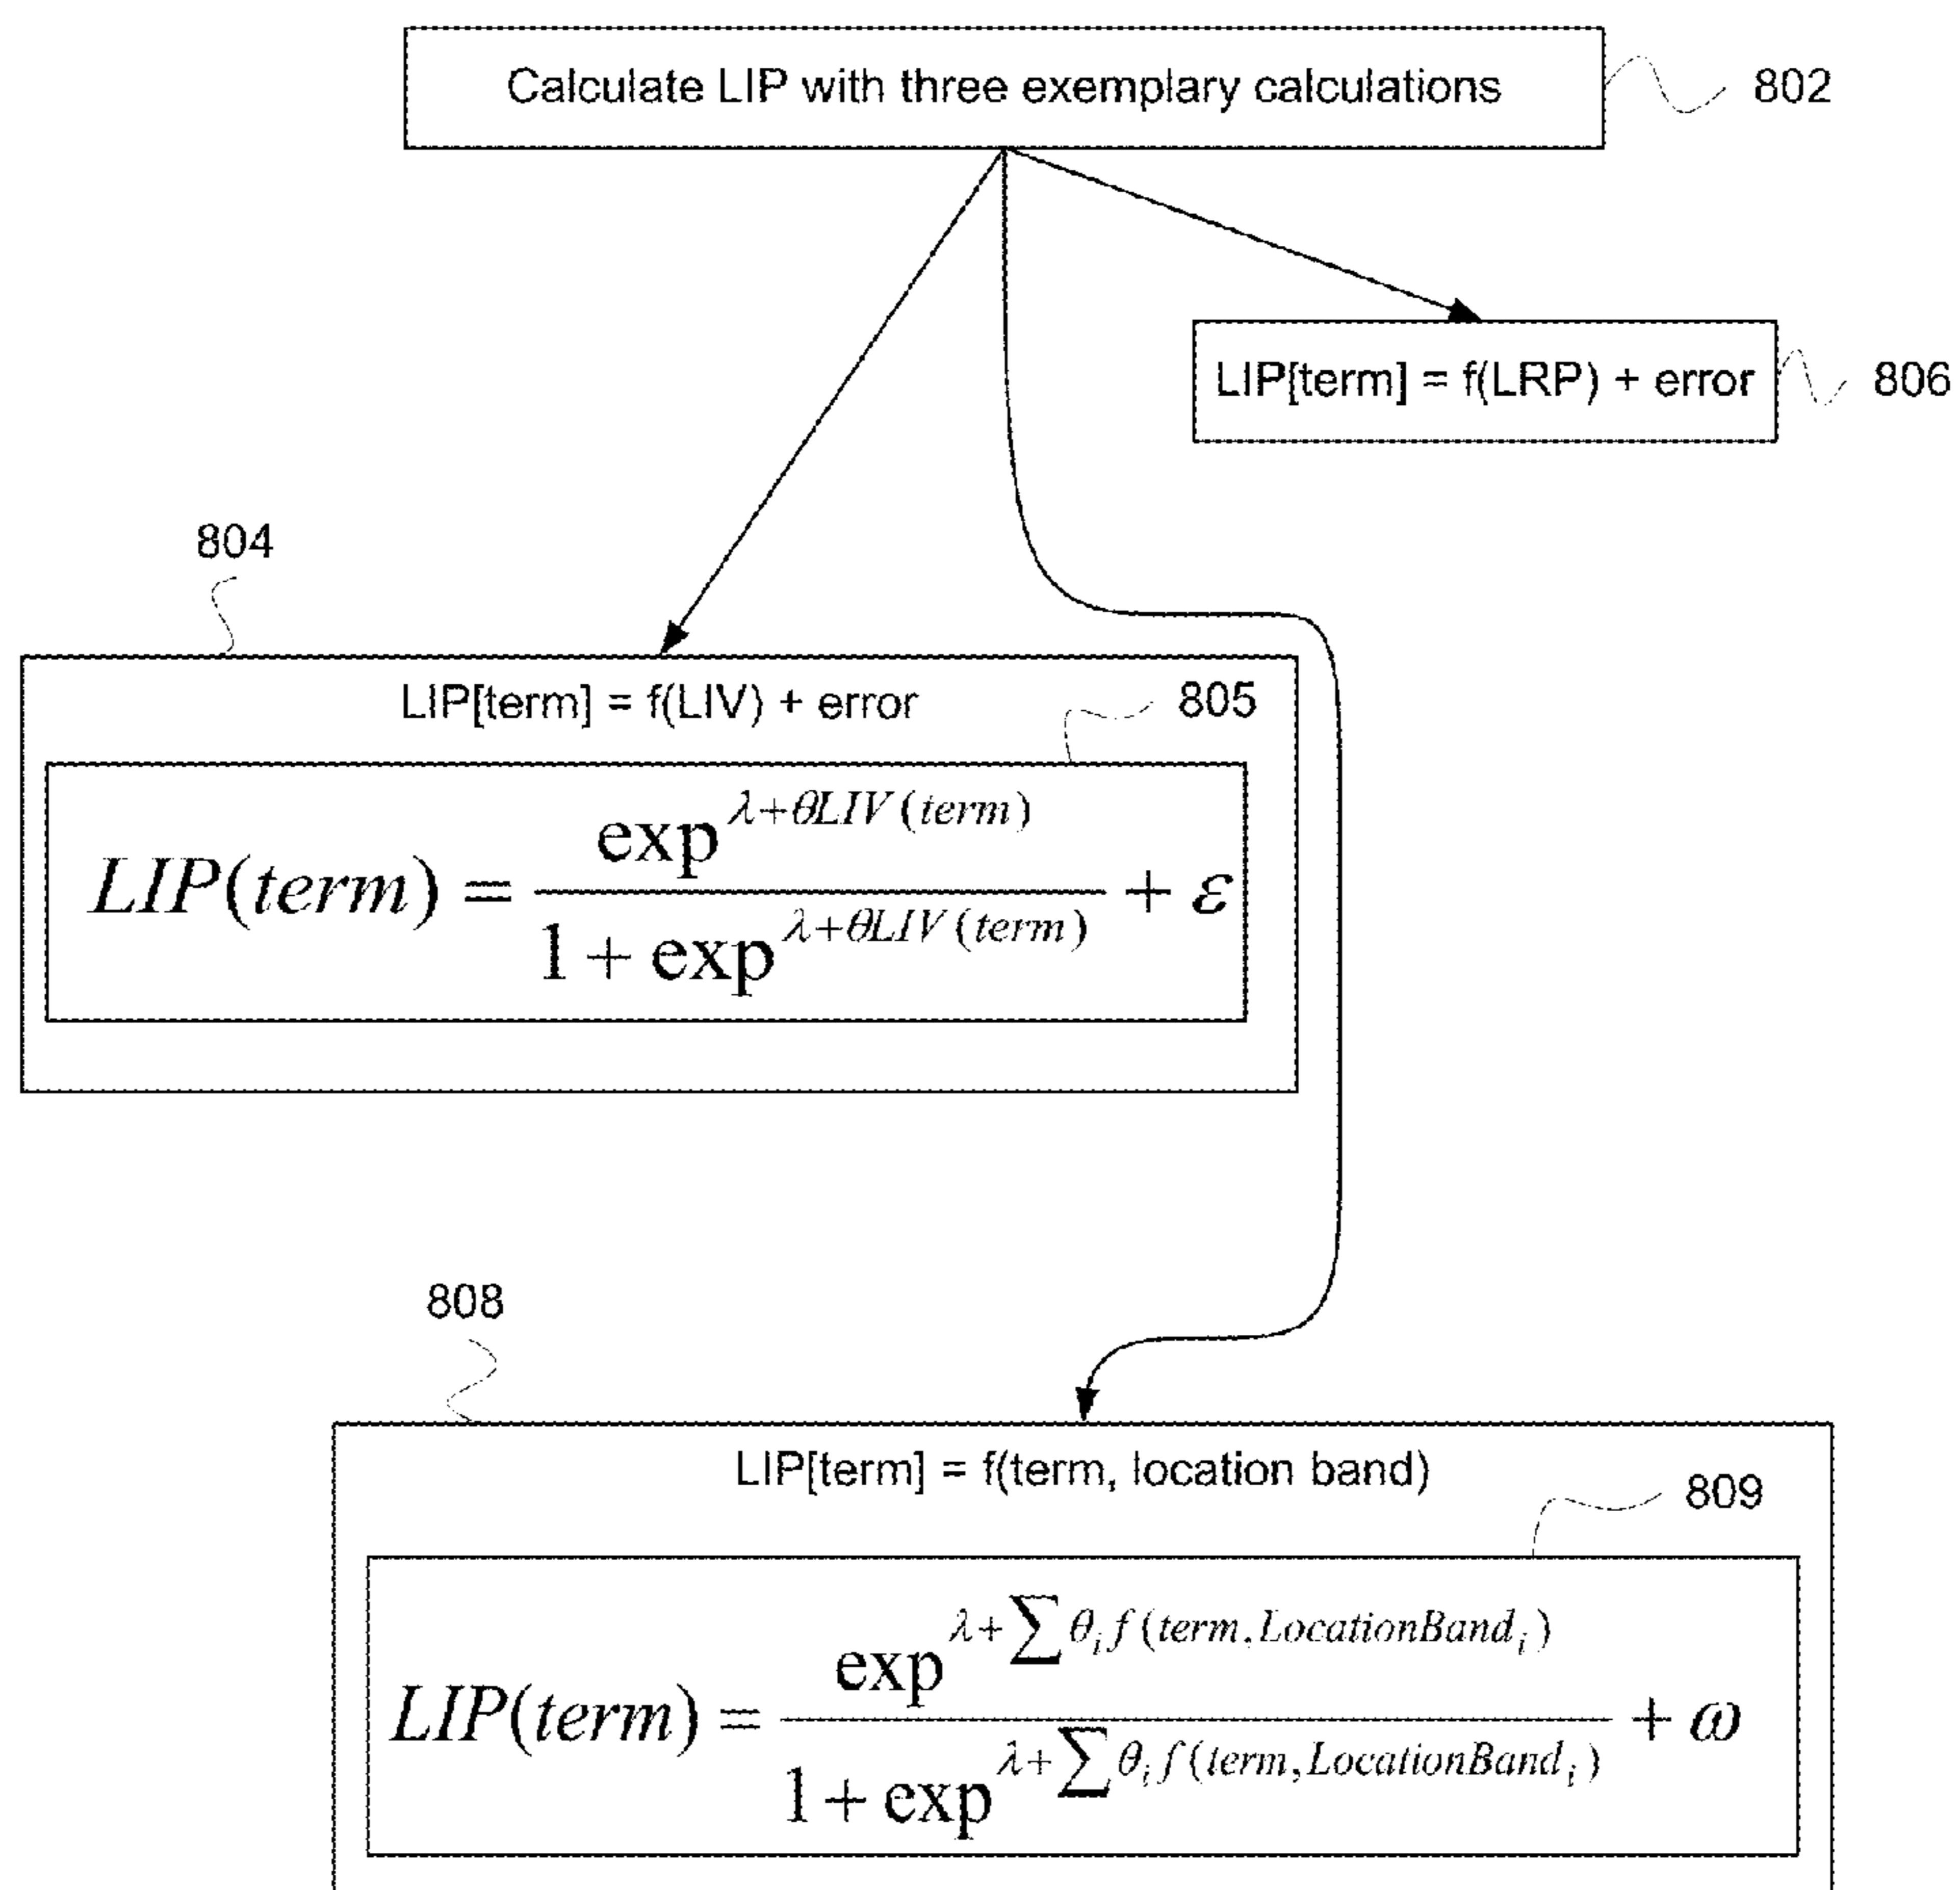 Calculate LIP with three exemplary calculations
802
LIP[term] = f(LRP) + error
806
804
LIP[term] = f(LIV) + error
805
LIP(term) = exp^{λ+θLIV(term)} / (1 + exp^{λ+θLIV(term)}) + ε
808
LIP[term] = f(term, location band)
809
LIP(term) = exp^{λ+∑θ_i f(term,LocationBand_i)} / (1 + exp^{λ+∑θ_i f(term,LocationBand_i)}) + ω